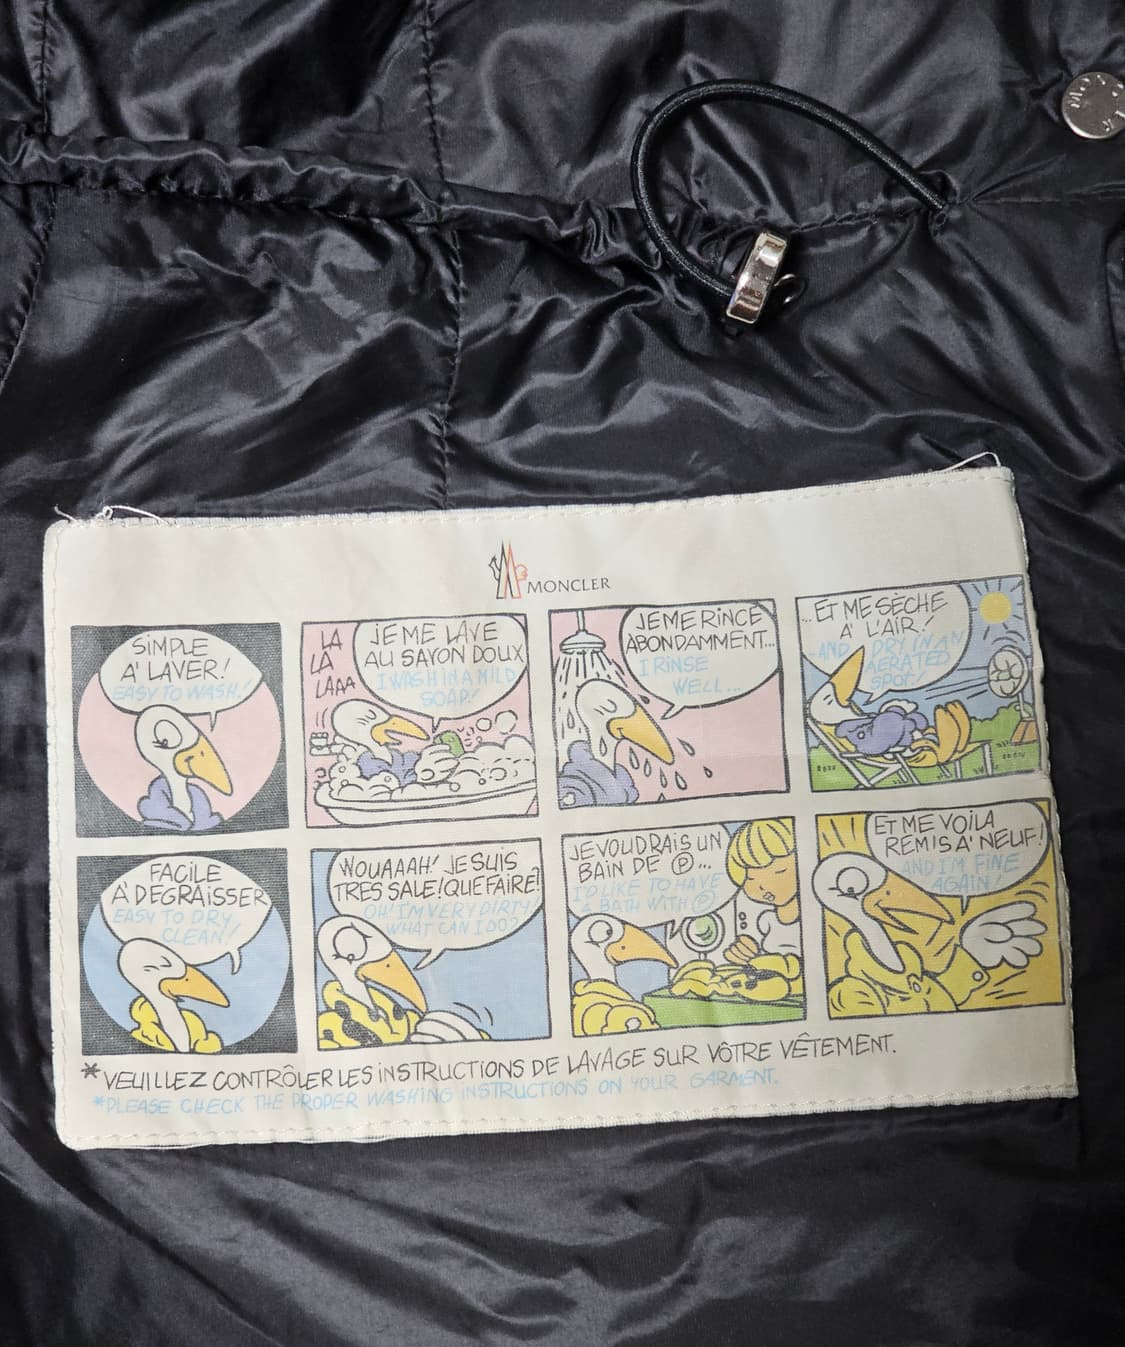 MONCLER
SIMPLE
A' LAVER!
EASY TO WASH!
LA
LÀ
LAAA
JE ME LAVE
AU SAVON DOUX
I WASH IN A MILD
SOAP!
JE ME RINCE
ABONDAMMENT...
I RINSE
WELL...
...ET ME SÈCHE
A' L'AIR!
-AND DRY IN AN
AERATED
SPOT!
FACILE
A' DEGRAISSER
EASY TO DRY
CLEAN!
WOUAAAH! JE SUIS
TRES SALE! QUE FAIRE?
OH! I'M VERY DIRTY!
WHAT CAN I DO?
JE VOUDRAIS UN
BAIN DE Ⓟ...
I'D LIKE TO HAVE
A BATH WITH Ⓟ
ET ME VOILA
REMIS A' NEUF!
AND I'M FINE
AGAIN!
*VEUILLEZ CONTRÔLER LES INSTRUCTIONS DE LAVAGE SUR VÔTRE VÊTEMENT.
*PLEASE CHECK THE PROPER WASHING INSTRUCTIONS ON YOUR GARMENT.